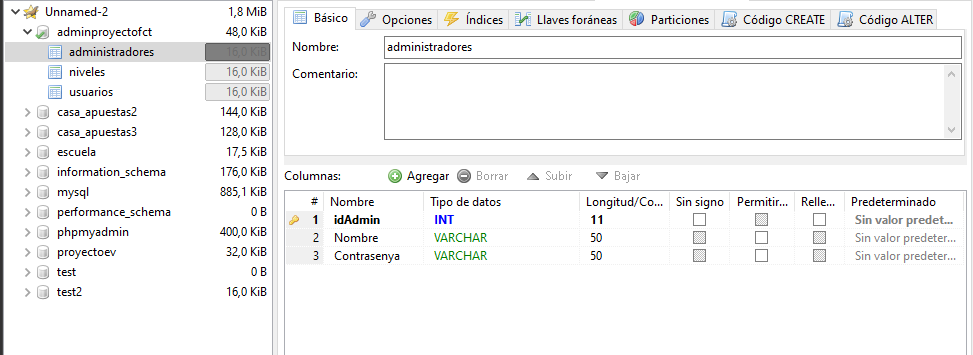 Unnamed-2 1,8 MiB
adminproyectofct 48,0 KiB
administradores 16,0 KiB
niveles 16,0 KiB
usuarios 16,0 KiB
casa_apuestas2 144,0 KiB
casa_apuestas3 128,0 KiB
escuela 17,5 KiB
information_schema 176,0 KiB
mysql 885,1 KiB
performance_schema 0 B
phpmyadmin 400,0 KiB
proyectoev 32,0 KiB
test 0 B
test2 16,0 KiB
Básico Opciones Índices Llaves foráneas Particiones Código CREATE Código ALTER
Nombre: administradores
Comentario:
Columnas: Agregar Borrar Subir Bajar
# Nombre Tipo de datos Longitud/Co... Sin signo Permitir... Relle... Predeterminado
1 idAdmin INT 11 Sin valor predet...
2 Nombre VARCHAR 50 Sin valor predeter...
3 Contrasenya VARCHAR 50 Sin valor predeter...